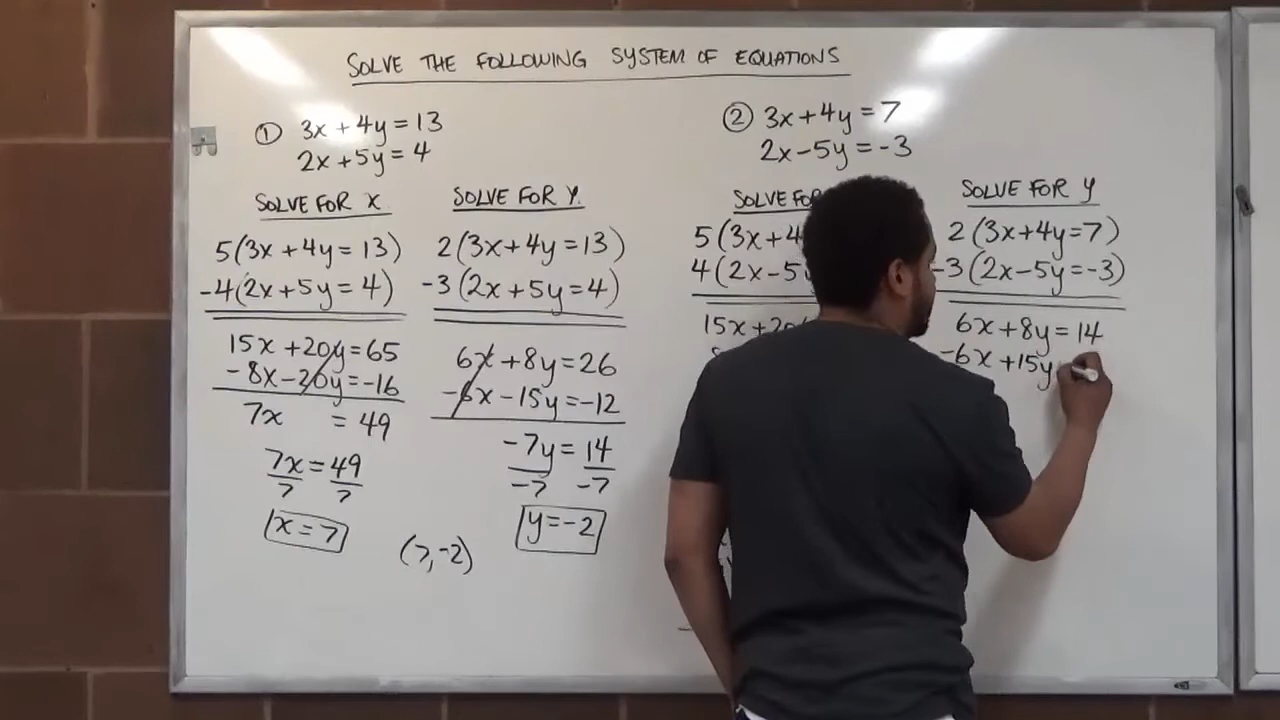 SOLVE THE FOLLOWING SYSTEM OF EQUATIONS
① 3x + 4y = 13
2x + 5y = 4
SOLVE FOR X
5(3x + 4y = 13)
-4(2x + 5y = 4)
15x + 20y = 65
-8x - 20y = -16
7x = 49
7x = 49
7 7
x = 7
SOLVE FOR Y
2(3x + 4y = 13)
-3(2x + 5y = 4)
6x + 8y = 26
-6x - 15y = -12
-7y = 14
-7 -7
y = -2
(7, -2)
② 3x + 4y = 7
2x - 5y = -3
SOLVE FOR
5(3x + 4
4(2x - 5y
15x + 20
SOLVE FOR Y
2(3x + 4y = 7)
-3(2x - 5y = -3)
6x + 8y = 14
-6x + 15y